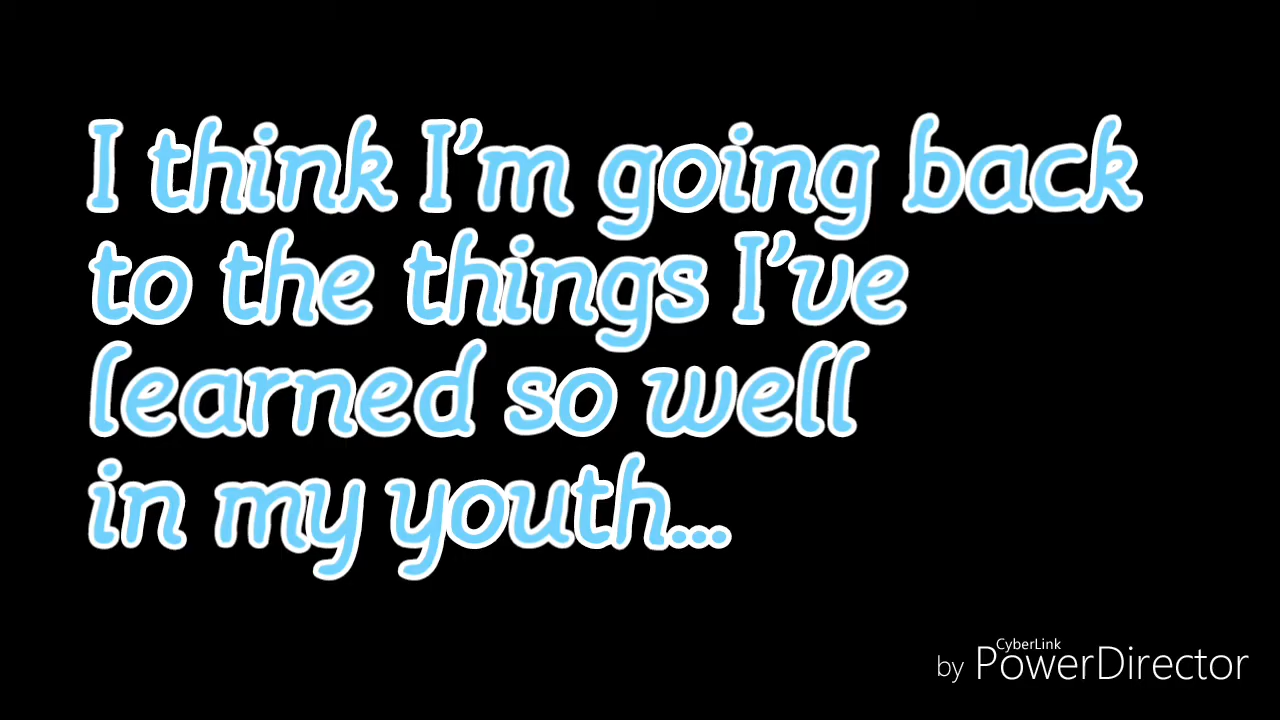 I think I'm going back
to the things I've
learned so well
in my youth...
CyberLink
by PowerDirector